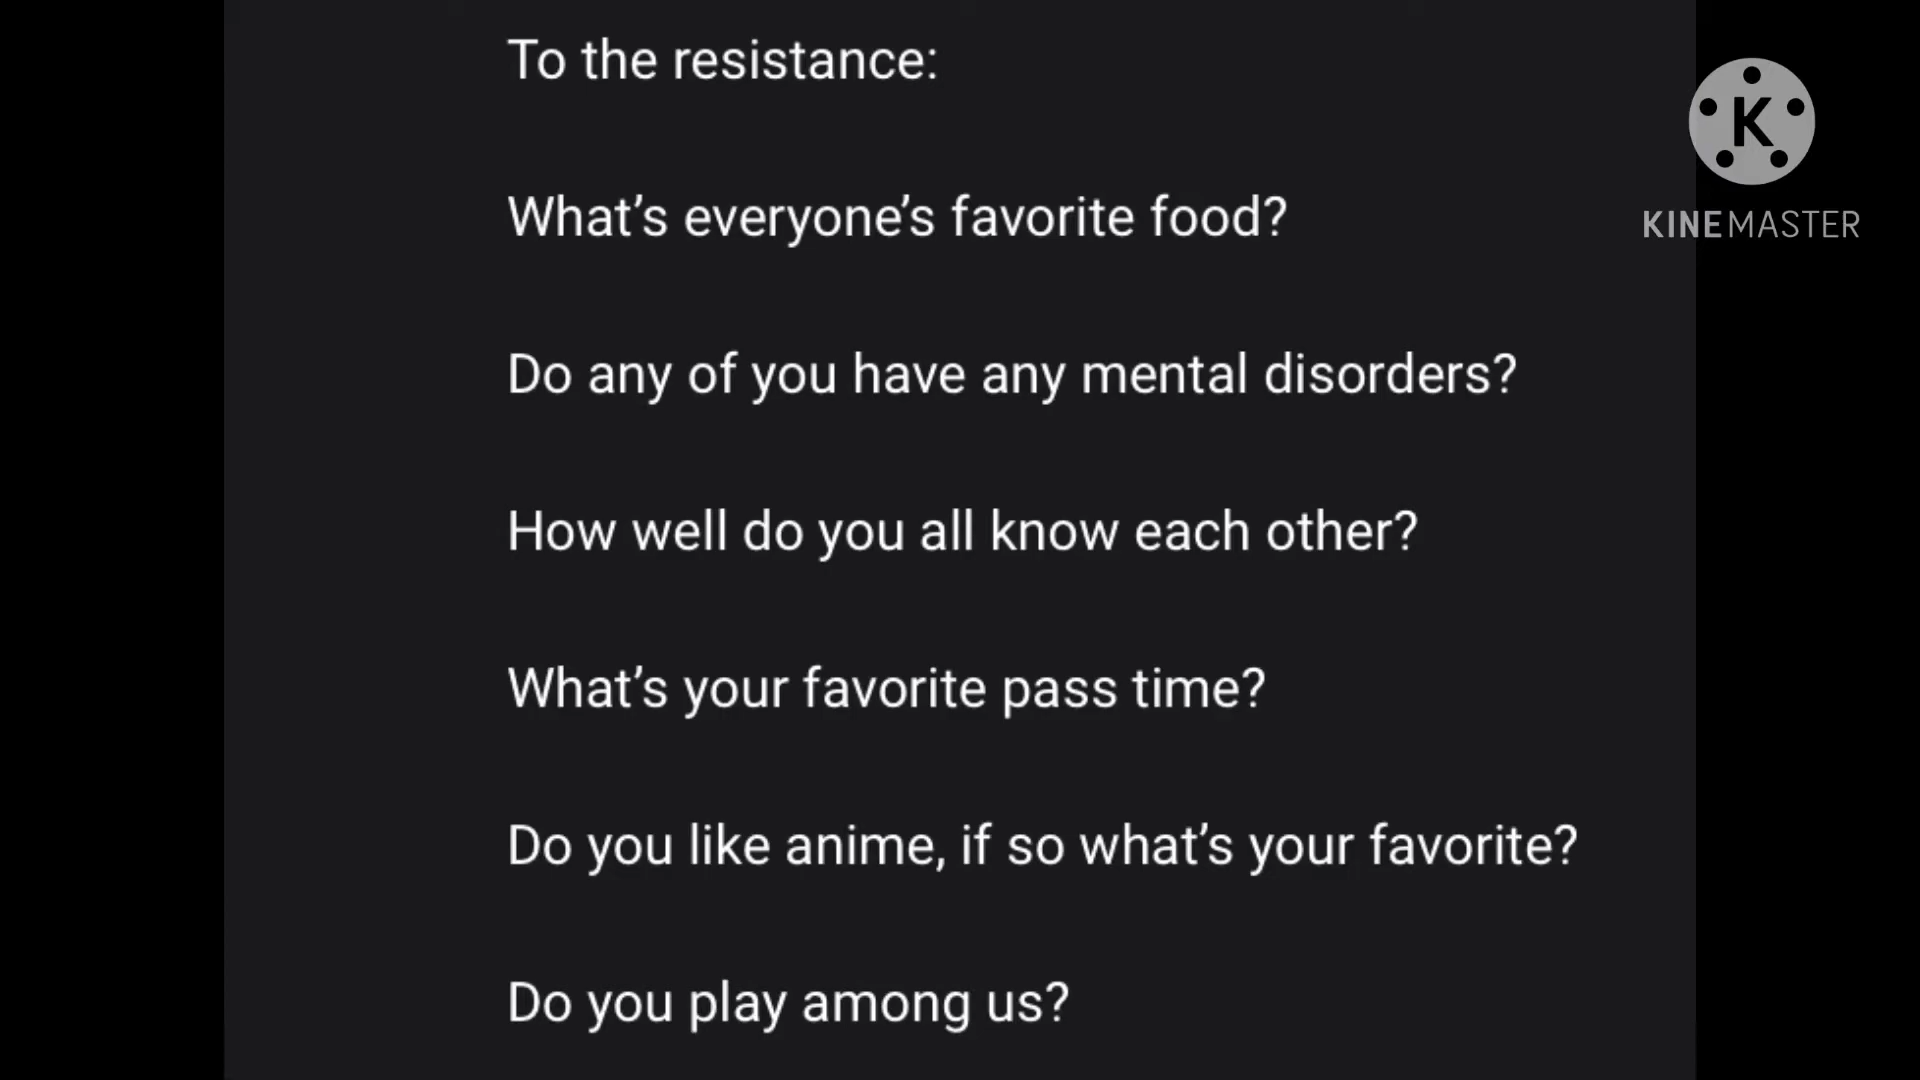 To the resistance:
K
KINEMASTER
What's everyone's favorite food?
Do any of you have any mental disorders?
How well do you all know each other?
What's your favorite pass time?
Do you like anime, if so what's your favorite?
Do you play among us?